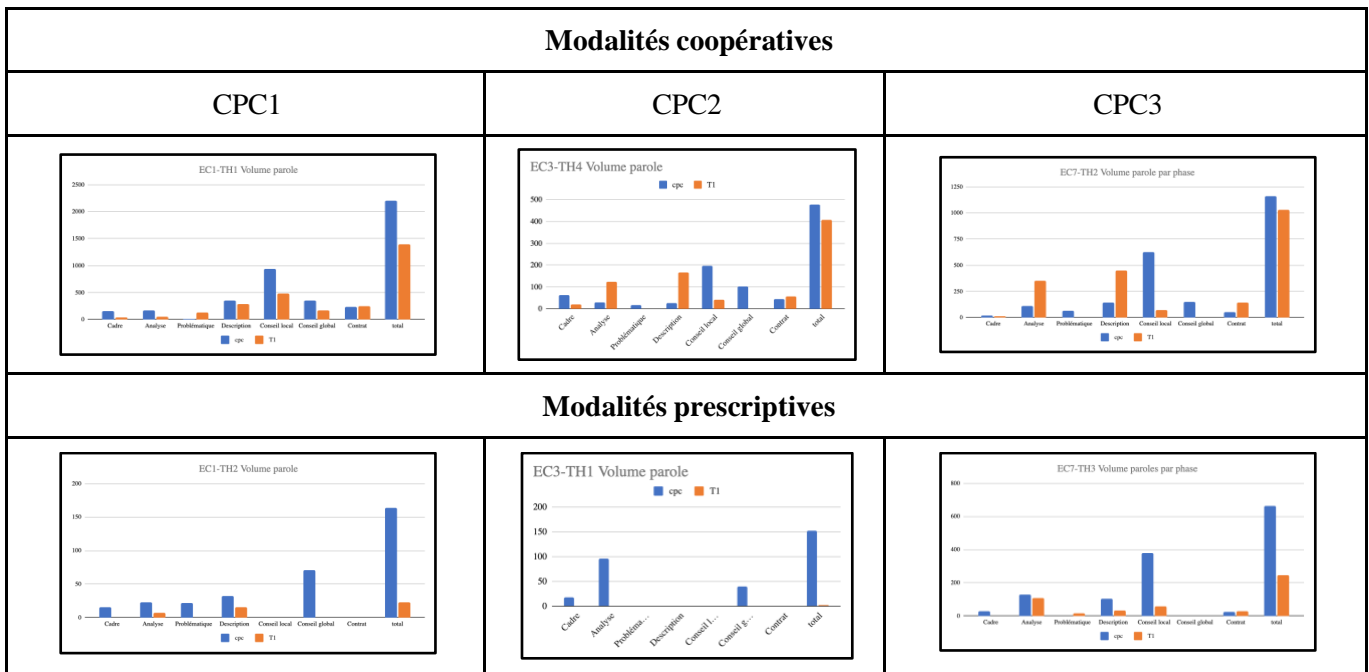 Modalités coopératives
CPC1 CPC2 CPC3
EC1-TH1 Volume parole
2500
2000
1500
1000
500
0
Cadre Analyse Problématique Description Conseil local Conseil global Contrat total
cpc T1
EC3-TH4 Volume parole
cpc T1
500
400
300
200
100
0
Cadre Analyse Problématique Description Conseil local Conseil global Contrat total
EC7-TH2 Volume parole par phase
1250
1000
750
500
250
0
Cadre Analyse Problématique Description Conseil local Conseil global Contrat total
cpc T1
Modalités prescriptives
EC1-TH2 Volume parole
200
150
100
50
0
Cadre Analyse Problématique Description Conseil local Conseil global Contrat total
cpc T1
EC3-TH1 Volume parole
cpc T1
200
150
100
50
0
Cadre Analyse Probléma... Description Conseil l... Conseil g... Contrat total
EC7-TH3 Volume paroles par phase
800
600
400
200
0
Cadre Analyse Problématique Description Conseil local Conseil global Contrat total
cpc T1